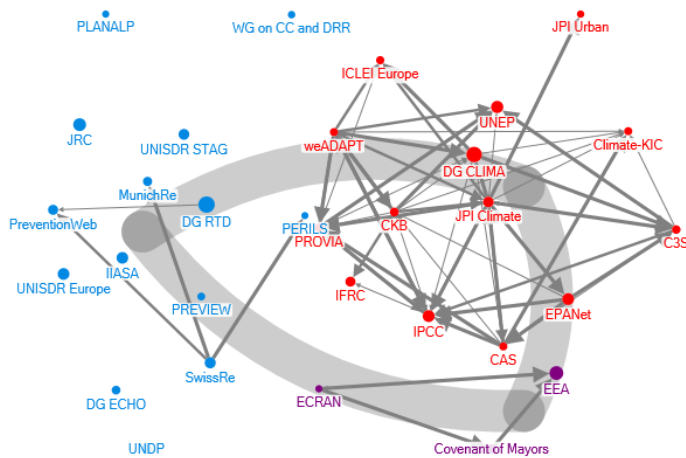 PLANALP
WG on CC and DRR
JPI Urban
ICLEI Europe
UNEP
JRC
UNISDR STAG
weADAPT
Climate-KIC
DG CLIMA
MunichRe
PreventionWeb
DG RTD
PERILS
PROVIA
CKB
JPI Climate
C3S
IIASA
UNISDR Europe
PREVIEW
IFRC
IPCC
EPANet
CAS
SwissRe
EEA
DG ECHO
ECRAN
UNDP
Covenant of Mayors